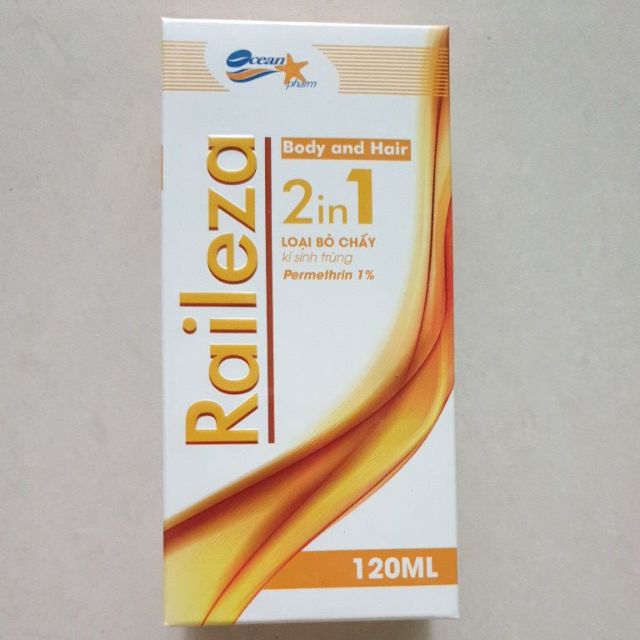 Ocean
pharm
Raileza
Body and Hair
2in1
LOẠI BỎ CHẤY
kí sinh trùng
Permethrin 1%
120ML